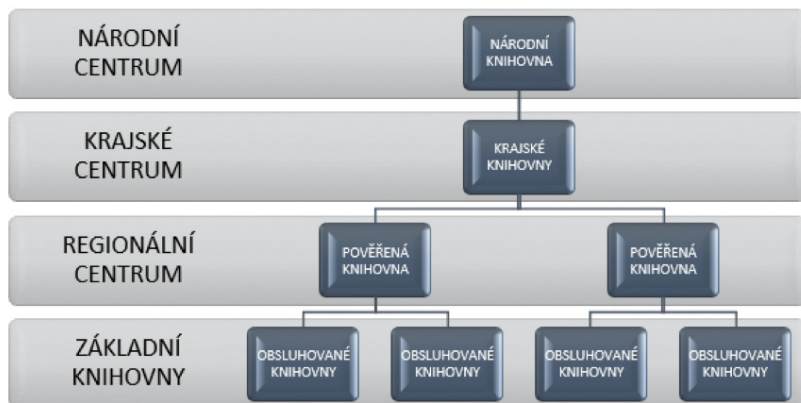 NÁRODNÍ
CENTRUM
NÁRODNÍ
KNIHOVNA
KRAJSKÉ
CENTRUM
KRAJSKÉ
KNIHOVNY
REGIONÁLNÍ
CENTRUM
POVĚŘENÁ
KNIHOVNA
POVĚŘENÁ
KNIHOVNA
ZÁKLADNÍ
KNIHOVNY
OBSLUHOVANÉ
KNIHOVNY
OBSLUHOVANÉ
KNIHOVNY
OBSLUHOVANÉ
KNIHOVNY
OBSLUHOVANÉ
KNIHOVNY